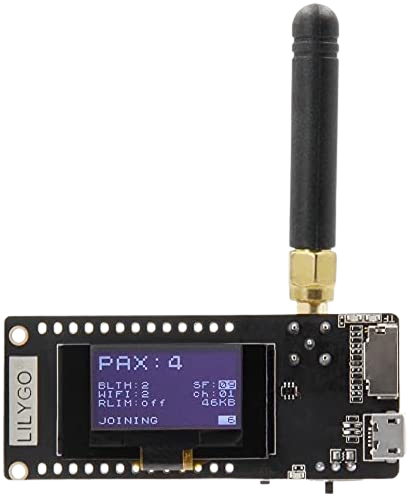 LILYGO
PAX:4
BLTH:2 SF:09
WIFI:2 ch:01
RLIM:off 46KB
JOINING 6